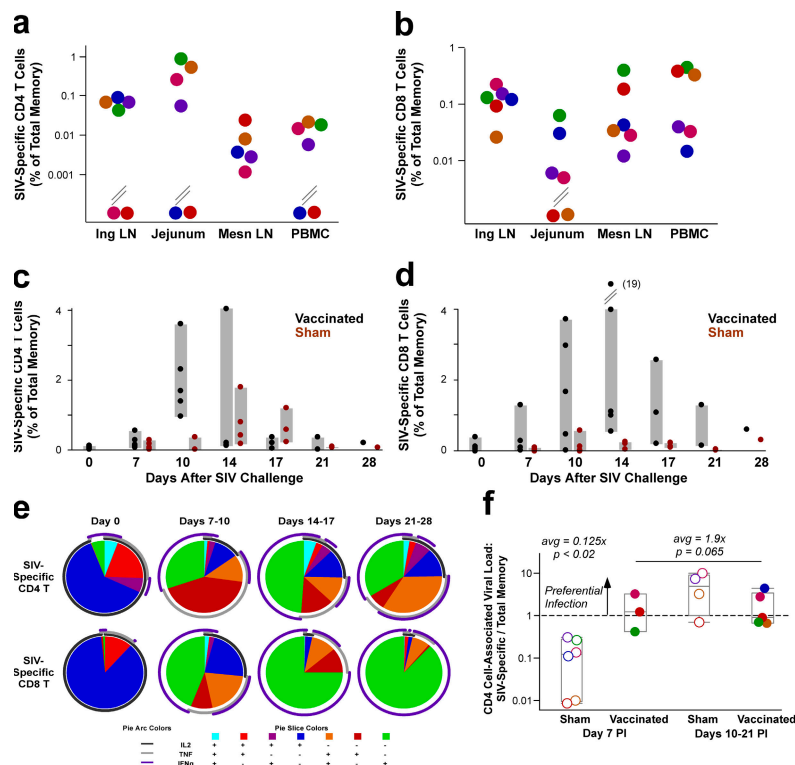 a
SIV-Specific CD4 T Cells
(% of Total Memory)
1
0.1
0.01
0.001
Ing LN Jejunum Mesn LN PBMC
b
SIV-Specific CD8 T Cells
(% of Total Memory)
1
0.1
0.01
Ing LN Jejunum Mesn LN PBMC
c
SIV-Specific CD4 T Cells
(% of Total Memory)
4
2
0
Vaccinated
Sham
0 7 10 14 17 21 28
Days After SIV Challenge
d
SIV-Specific CD8 T Cells
(% of Total Memory)
4
2
0
(19)
Vaccinated
Sham
0 7 10 14 17 21 28
Days After SIV Challenge
e
Day 0 Days 7-10 Days 14-17 Days 21-28
SIV-
Specific
CD4 T
SIV-
Specific
CD8 T
Pie Arc Color Pie Slice Colors
IL2 + + + + - - -
TNF + + - - + + -
IFNg + - + - + - +
f
CD4 Cell-Associated Viral Load:
SIV-Specific / Total Memory
avg = 0.125x
p < 0.02
avg = 1.9x
p = 0.065
Preferential
Infection
10
1
0.1
0.01
Sham Vaccinated Sham Vaccinated
Day 7 PI Days 10-21 PI